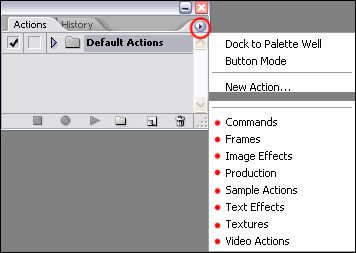 Actions History
Default Actions
Dock to Palette Well
Button Mode
New Action...
Commands
Frames
Image Effects
Production
Sample Actions
Text Effects
Textures
Video Actions